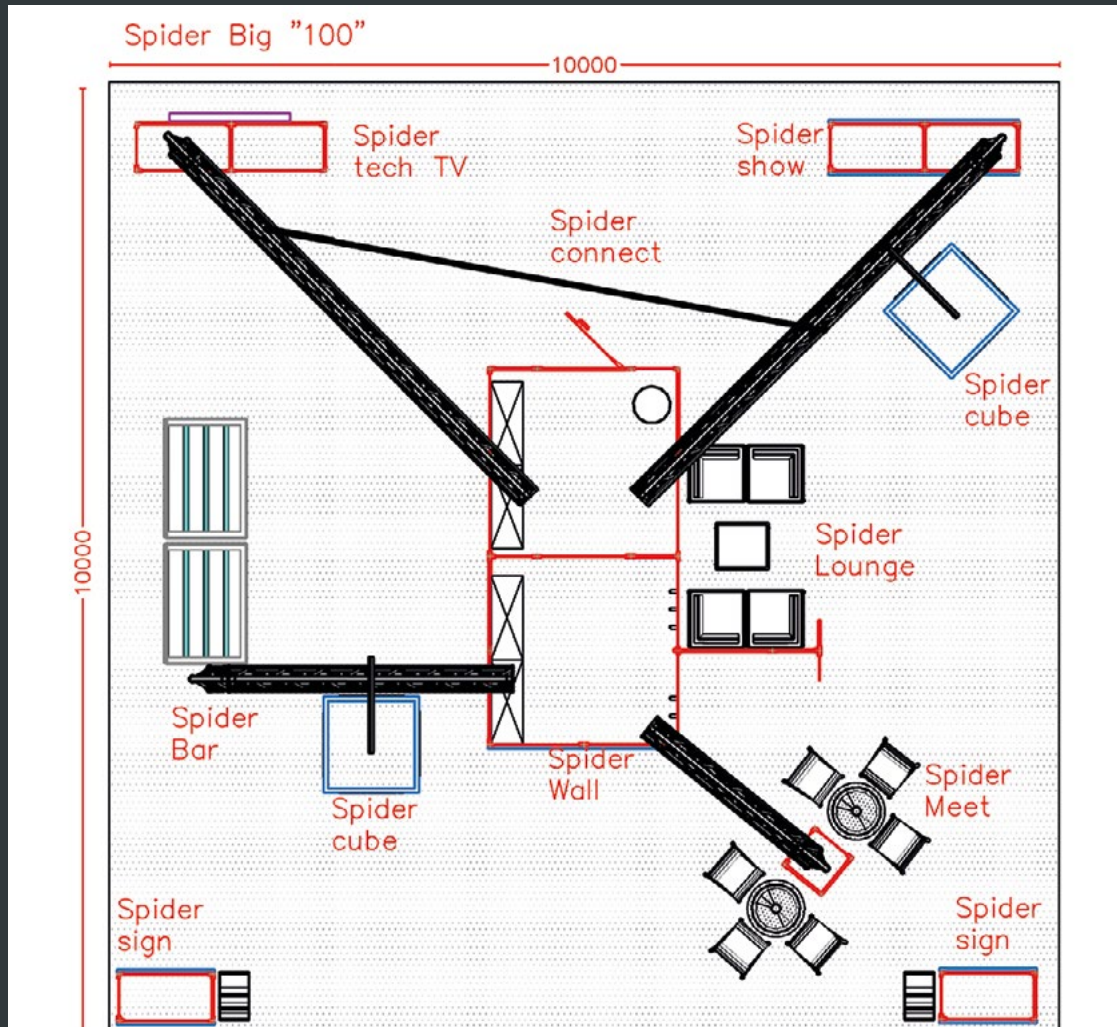 Spider Big "100"
10000
Spider
tech TV
Spider
show
Spider
connect
Spider
cube
10000
Spider
Lounge
Spider
Bar
Spider
Wall
Spider
Meet
Spider
cube
Spider
sign
Spider
sign